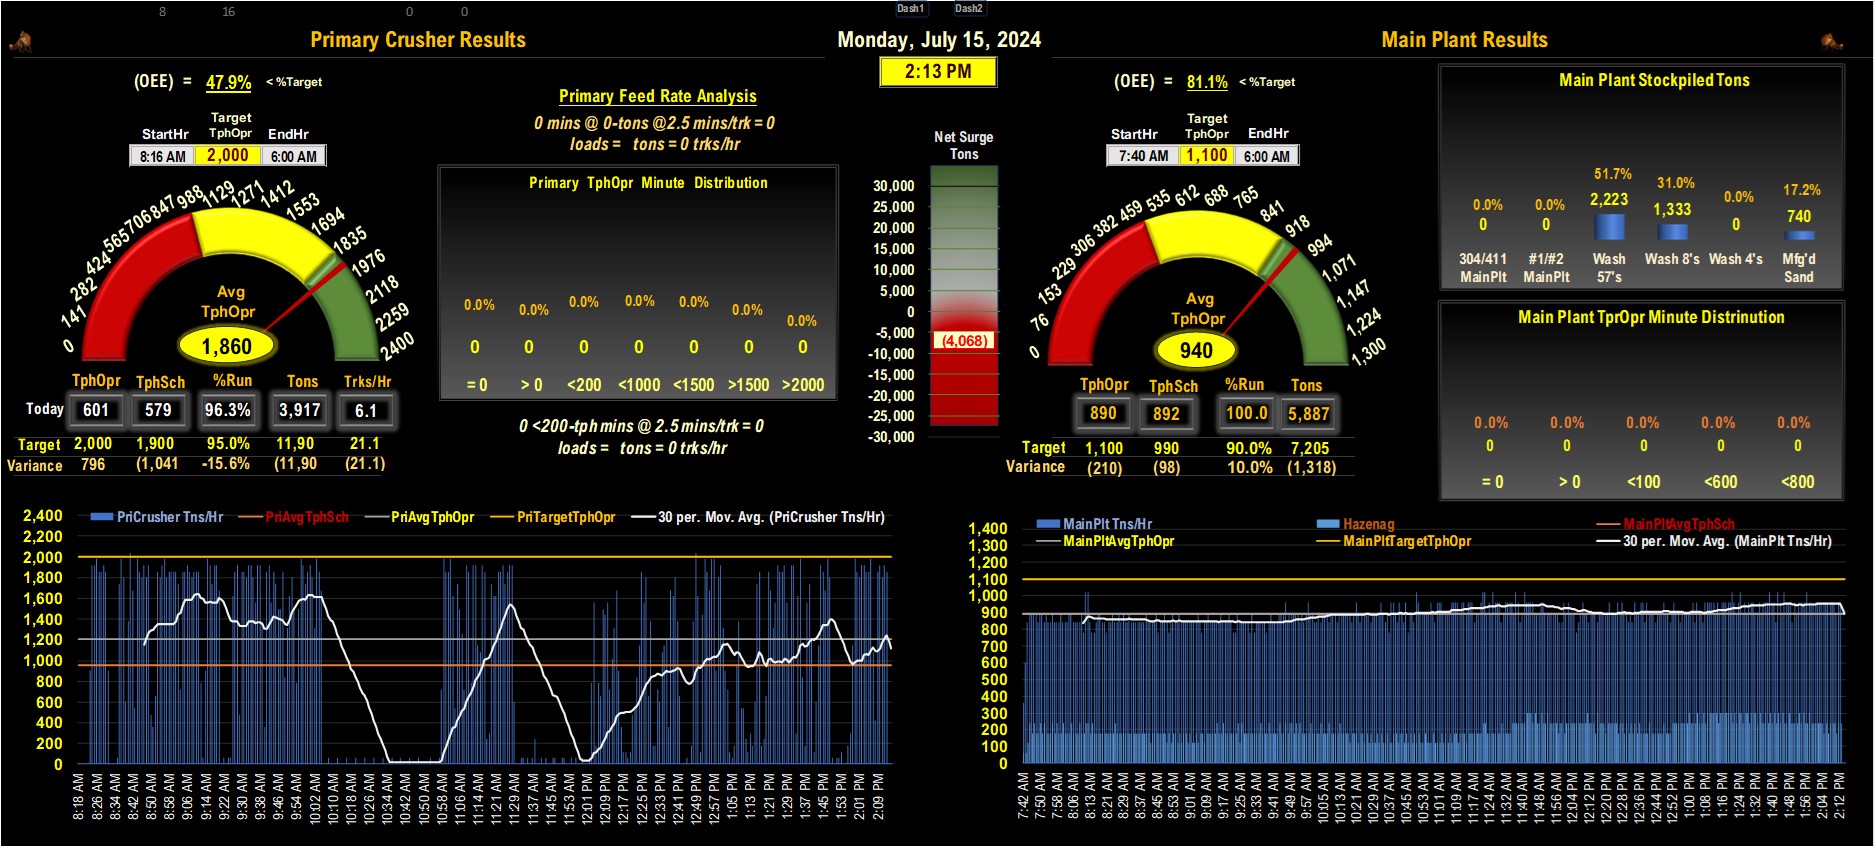 8 16 0 0 Dash1 Dash2
Primary Crusher Results
Monday, July 15, 2024
Main Plant Results
2:13 PM
(OEE) = 47.9% < %Target
Target
StartHr TphOpr EndHr
8:16 AM 2,000 6:00 AM
0 141 282 424 565 706 847 988 1129 1271 1412 1553 1694 1835 1976 2118 2259 2400
Avg
TphOpr
1,860
TphOpr TphSch %Run Tons Trks/Hr
Today 601 579 96.3% 3,917 6.1
Target 2,000 1,900 95.0% 11,90 21.1
Variance 796 (1,041 -15.6% (11,90 (21.1)
Primary Feed Rate Analysis
0 mins @ 0-tons @2.5 mins/trk = 0
loads = tons = 0 trks/hr
Primary TphOpr Minute Distribution
0.0% 0.0% 0.0% 0.0% 0.0% 0.0% 0.0%
0 0 0 0 0 0 0
= 0 > 0 <200 <1000 <1500 >1500 >2000
0 <200-tph mins @ 2.5 mins/trk = 0
loads = tons = 0 trks/hr
Net Surge
Tons
30,000
25,000
20,000
15,000
10,000
5,000
0
-5,000
(4,068)
-10,000
-15,000
-20,000
-25,000
-30,000
(OEE) = 81.1% < %Target
Target
StartHr TphOpr EndHr
7:40 AM 1,100 6:00 AM
0 76 153 229 306 382 459 535 612 688 765 841 918 994 1,071 1,147 1,224 1,300
Avg
TphOpr
940
TphOpr TphSch %Run Tons
890 892 100.0 5,887
Target 1,100 990 90.0% 7,205
Variance (210) (98) 10.0% (1,318)
Main Plant Stockpiled Tons
0.0% 0.0% 51.7% 31.0% 0.0% 17.2%
0 0 2,223 1,333 0 740
304/411 #1/#2 Wash Wash 8's Wash 4's Mfg'd
MainPlt MainPlt 57's Sand
Main Plant TprOpr Minute Distrinution
0.0% 0.0% 0.0% 0.0% 0.0%
0 0 0 0 0
= 0 > 0 <100 <600 <800
PriCrusher Tns/Hr PriAvgTphSch PriAvgTphOpr PriTargetTphOpr 30 per. Mov. Avg. (PriCrusher Tns/Hr)
2,400
2,200
2,000
1,800
1,600
1,400
1,200
1,000
800
600
400
200
0
8:18 AM 8:26 AM 8:34 AM 8:42 AM 8:50 AM 8:58 AM 9:06 AM 9:14 AM 9:22 AM 9:30 AM 9:38 AM 9:46 AM 9:54 AM 10:02 AM 10:10 AM 10:18 AM 10:26 AM 10:34 AM 10:42 AM 10:50 AM 10:58 AM 11:06 AM 11:14 AM 11:21 AM 11:29 AM 11:37 AM 11:45 AM 11:53 AM 12:01 PM 12:09 PM 12:17 PM 12:25 PM 12:33 PM 12:41 PM 12:49 PM 12:57 PM 1:05 PM 1:13 PM 1:21 PM 1:29 PM 1:37 PM 1:45 PM 1:53 PM 2:01 PM 2:09 PM
MainPlt Tns/Hr Hazenag MainPltAvgTphSch
MainPltAvgTphOpr MainPltTargetTphOpr 30 per. Mov. Avg. (MainPlt Tns/Hr)
1,400
1,300
1,200
1,100
1,000
900
800
700
600
500
400
300
200
100
0
7:42 AM 7:50 AM 7:58 AM 8:06 AM 8:13 AM 8:21 AM 8:29 AM 8:37 AM 8:45 AM 8:53 AM 9:01 AM 9:09 AM 9:17 AM 9:25 AM 9:33 AM 9:41 AM 9:49 AM 9:57 AM 10:05 AM 10:13 AM 10:21 AM 10:29 AM 10:37 AM 10:45 AM 10:53 AM 11:01 AM 11:09 AM 11:16 AM 11:24 AM 11:32 AM 11:40 AM 11:48 AM 11:56 AM 12:04 PM 12:12 PM 12:20 PM 12:28 PM 12:36 PM 12:44 PM 12:52 PM 1:00 PM 1:08 PM 1:16 PM 1:24 PM 1:32 PM 1:40 PM 1:48 PM 1:56 PM 2:04 PM 2:12 PM